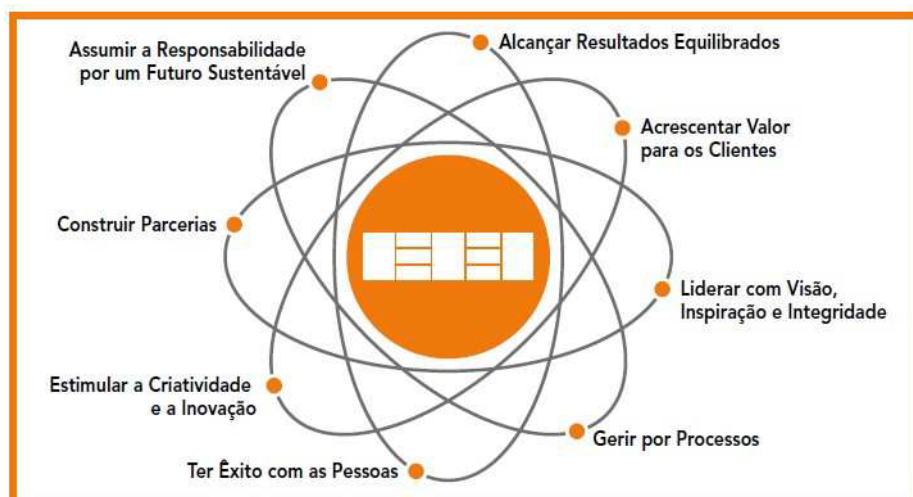 Alcançar Resultados Equilibrados
Acrescentar Valor
para os Clientes
Liderar com Visão,
Inspiração e Integridade
Gerir por Processos
Ter Êxito com as Pessoas
Estimular a Criatividade
e a Inovação
Construir Parcerias
Assumir a Responsabilidade
por um Futuro Sustentável